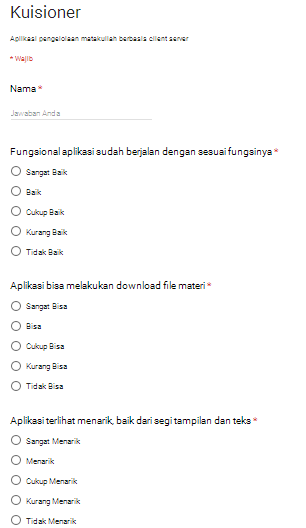 Kuisioner
Aplikasi pengelolaan matakuliah berbasis client server
* Wajib
Nama *
Jawaban Anda
Fungsional aplikasi sudah berjalan dengan sesuai fungsinya *
Sangat Baik
Baik
Cukup Baik
Kurang Baik
Tidak Baik
Aplikasi bisa melakukan download file materi *
Sangat Bisa
Bisa
Cukup Bisa
Kurang Bisa
Tidak Bisa
Aplikasi terlihat menarik, baik dari segi tampilan dan teks *
Sangat Menarik
Menarik
Cukup Menarik
Kurang Menarik
Tidak Menarik